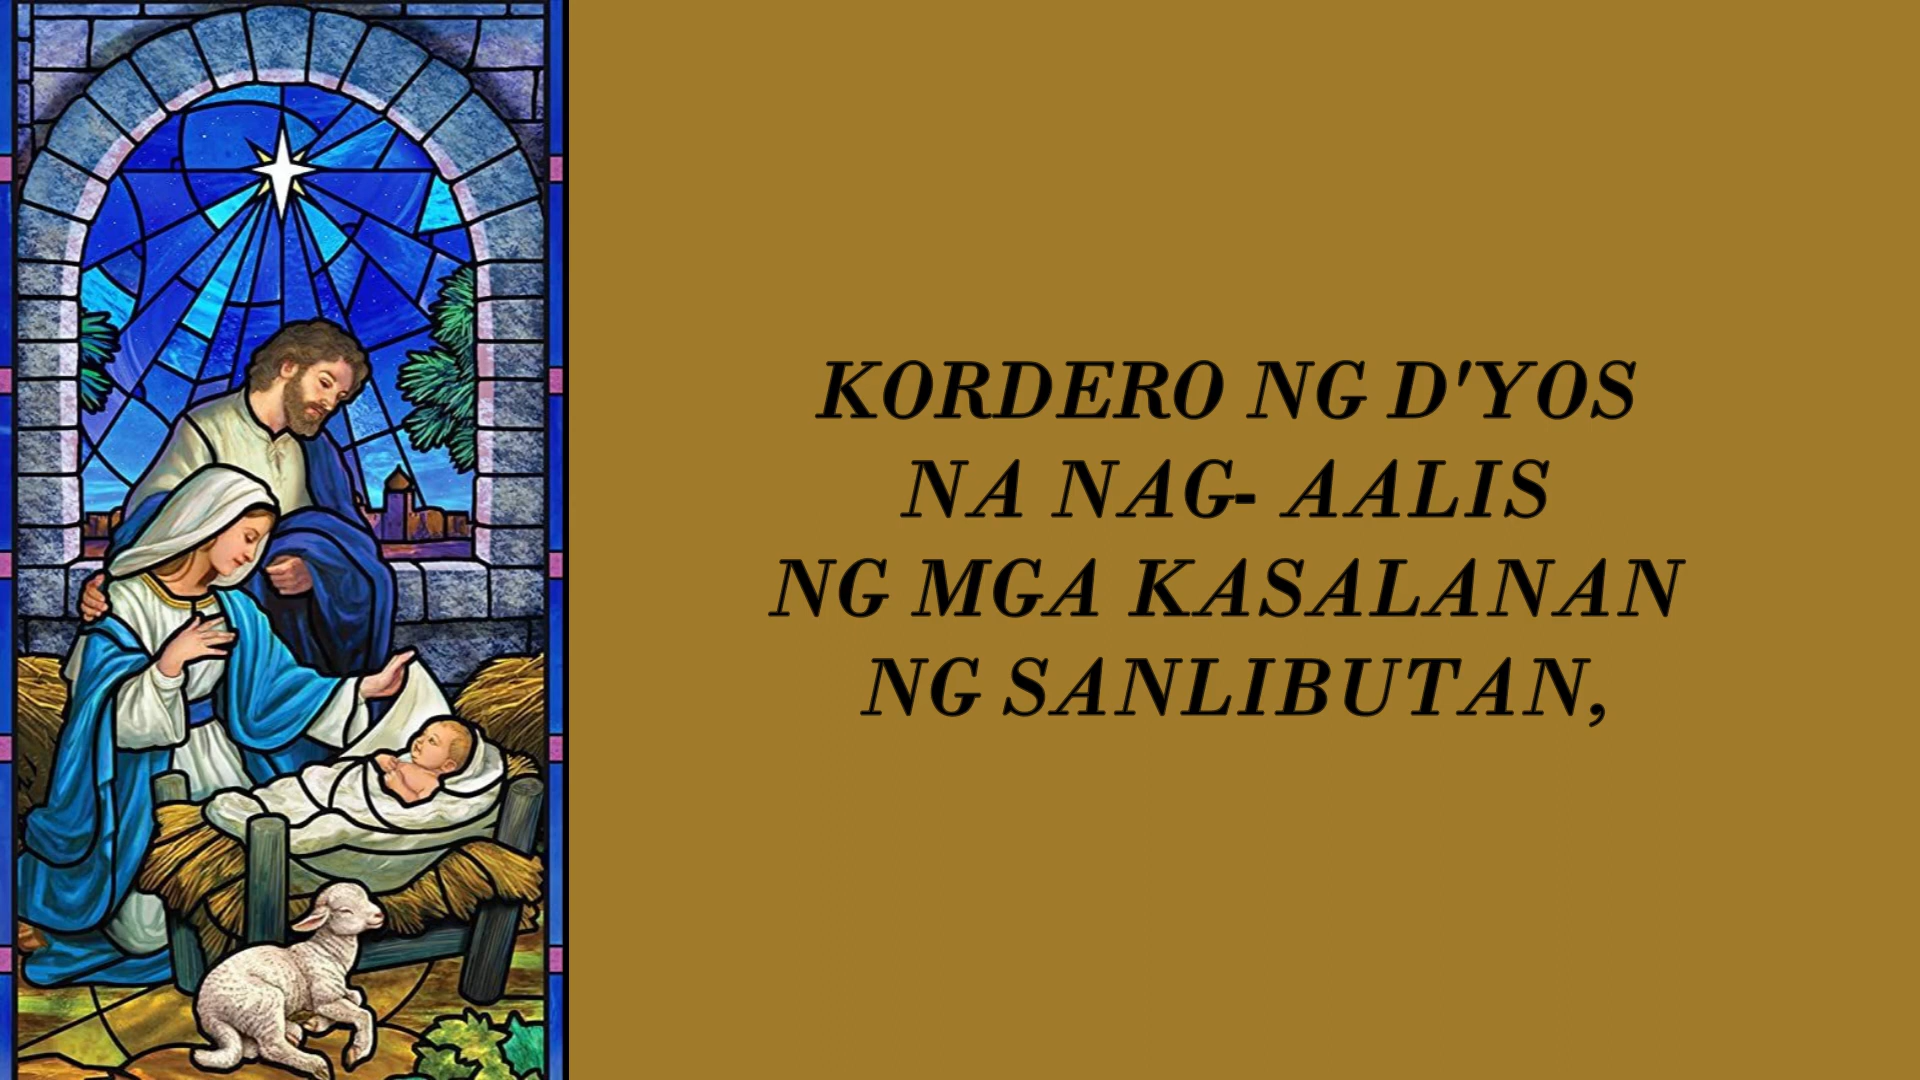 KORDERO NG D'YOS
NA NAG- AALIS
NG MGA KASALANAN
NG SANLIBUTAN,